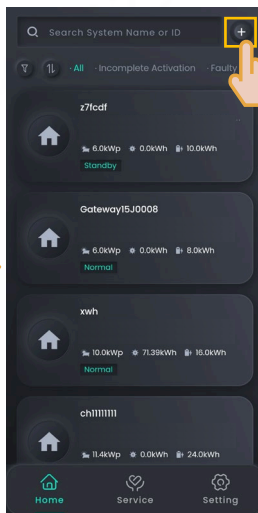 Search System Name or ID
All · Incomplete Activation · Faulty
z7fcdf
6.0kWp 0.0kWh 10.0kWh
Standby
Gateway15J0008
6.0kWp 0.0kWh 8.0kWh
Normal
xwh
10.0kWp 71.39kWh 16.0kWh
Normal
ch11111111
11.4kWp 0.0kWh 24.0kWh
Home Service Setting